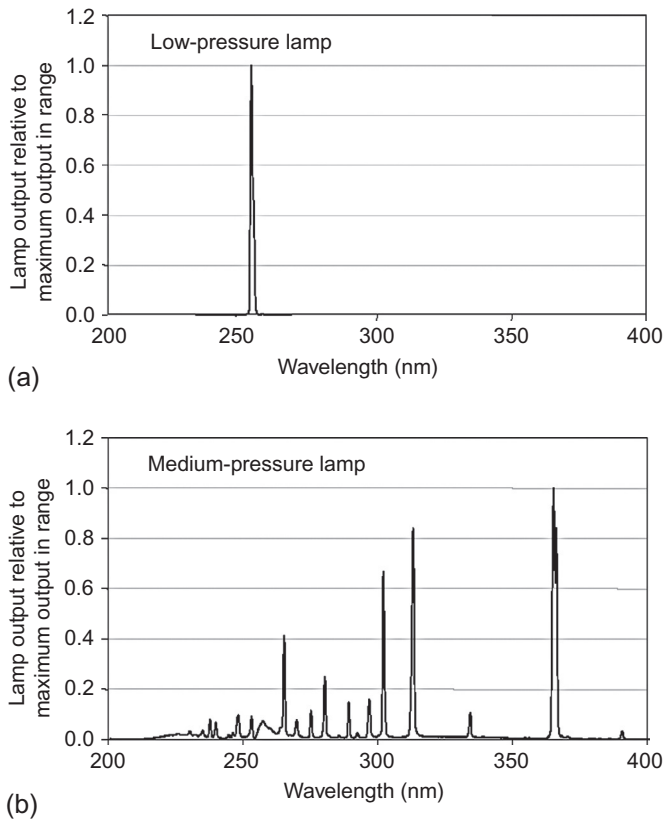 Low-pressure lamp
Lamp output relative to
maximum output in range
1.2
1.0
0.8
0.6
0.4
0.2
0.0
200
250
300
350
400
Wavelength (nm)
(a)
Medium-pressure lamp
Lamp output relative to
maximum output in range
1.2
1.0
0.8
0.6
0.4
0.2
0.0
200
250
300
350
400
Wavelength (nm)
(b)